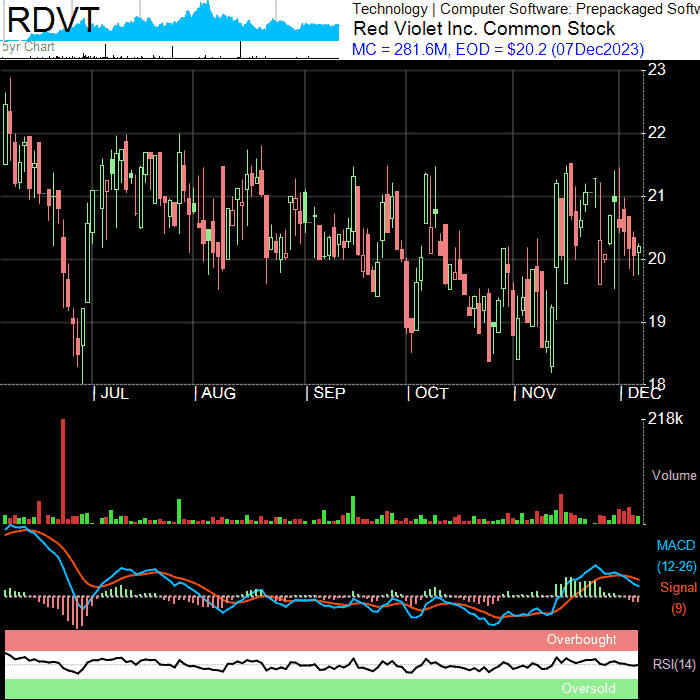 RDVT
5yr Chart
Technology | Computer Software: Prepackaged Softw
Red Violet Inc. Common Stock
MC = 281.6M, EOD = $20.2 (07Dec2023)
23
22
21
20
19
18
JUL
AUG
SEP
OCT
NOV
DEC
218k
Volume
MACD
(12-26)
Signal
(9)
Overbought
RSI(14)
Oversold